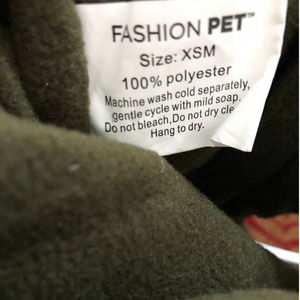 FASHION PET™
Size: XSM
100% polyester
Machine wash cold separately,
gentle cycle with mild soap.
Do not bleach,Do not dry cle
Hang to dry.